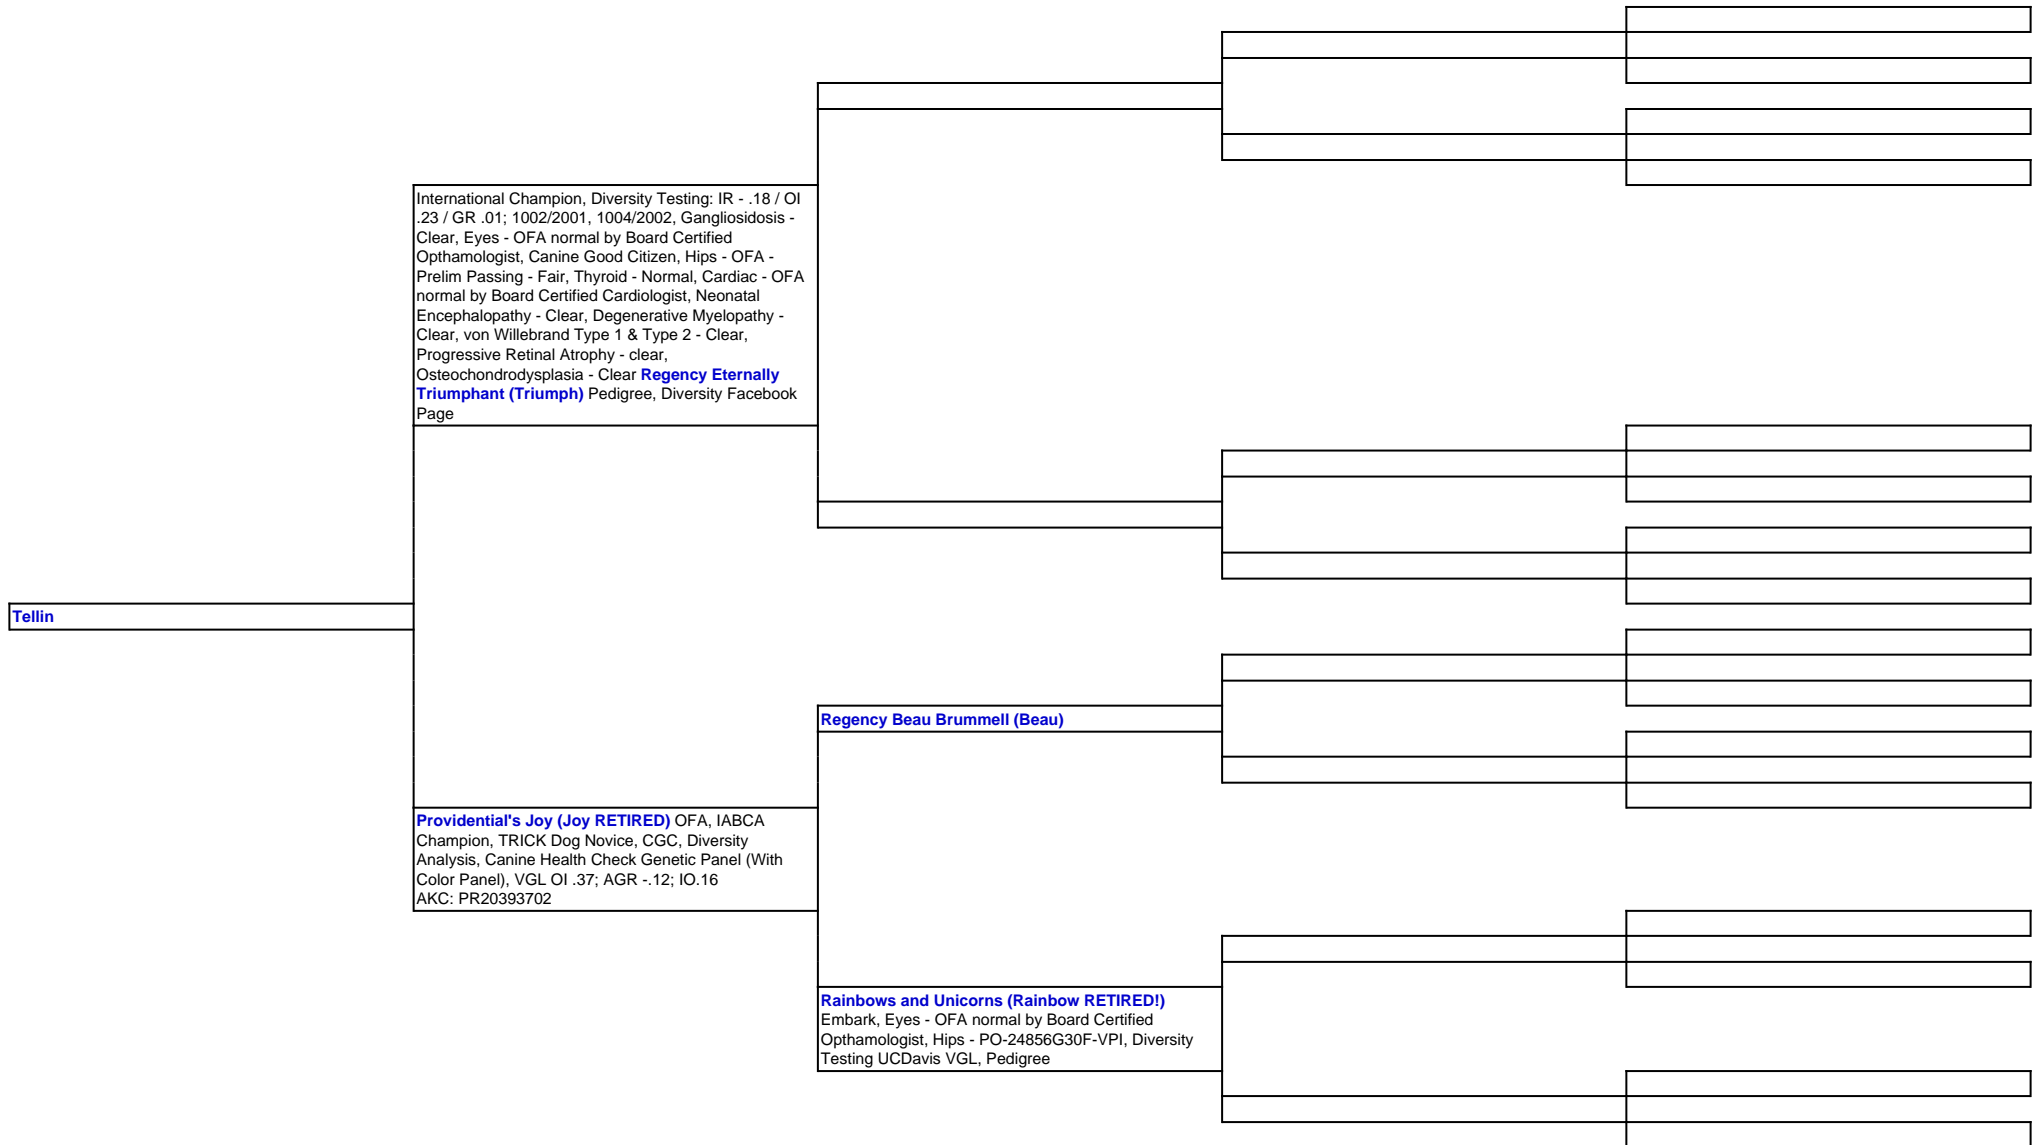 International Champion, Diversity Testing: IR - .18 / OI
.23 / GR .01; 1002/2001, 1004/2002, Gangliosidosis -
Clear, Eyes - OFA normal by Board Certified
Opthamologist, Canine Good Citizen, Hips - OFA -
Prelim Passing - Fair, Thyroid - Normal, Cardiac - OFA
normal by Board Certified Cardiologist, Neonatal
Encephalopathy - Clear, Degenerative Myelopathy -
Clear, von Willebrand Type 1 & Type 2 - Clear,
Progressive Retinal Atrophy - clear,
Osteochondrodysplasia - Clear Regency Eternally
Triumphant (Triumph) Pedigree, Diversity Facebook
Page
Tellin
Regency Beau Brummell (Beau)
Providential's Joy (Joy RETIRED) OFA, IABCA
Champion, TRICK Dog Novice, CGC, Diversity
Analysis, Canine Health Check Genetic Panel (With
Color Panel), VGL OI .37; AGR -.12; IO.16
AKC: PR20393702
Rainbows and Unicorns (Rainbow RETIRED!)
Embark, Eyes - OFA normal by Board Certified
Opthamologist, Hips - PO-24856G30F-VPI, Diversity
Testing UCDavis VGL, Pedigree